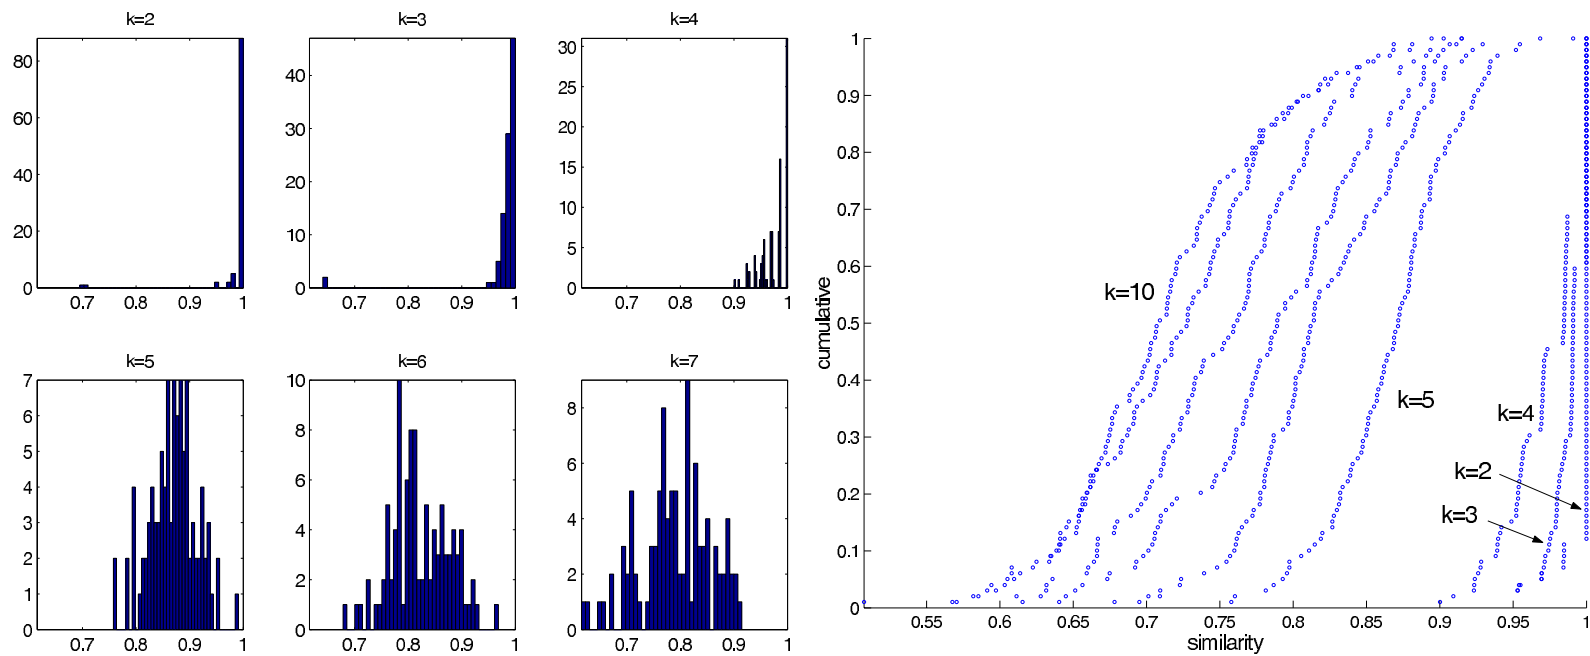 k=2
80
60
40
20
0
0.7 0.8 0.9 1
k=3
40
30
20
10
0
0.7 0.8 0.9 1
k=4
30
25
20
15
10
5
0
0.7 0.8 0.9 1
k=5
7
6
5
4
3
2
1
0
0.7 0.8 0.9 1
k=6
10
8
6
4
2
0
0.7 0.8 0.9 1
k=7
8
6
4
2
0
0.7 0.8 0.9 1
cumulative
1
0.9
0.8
0.7
0.6
0.5
0.4
0.3
0.2
0.1
0
k=10
k=5
k=4
k=2
k=3
0.55 0.6 0.65 0.7 0.75 0.8 0.85 0.9 0.95 1
similarity